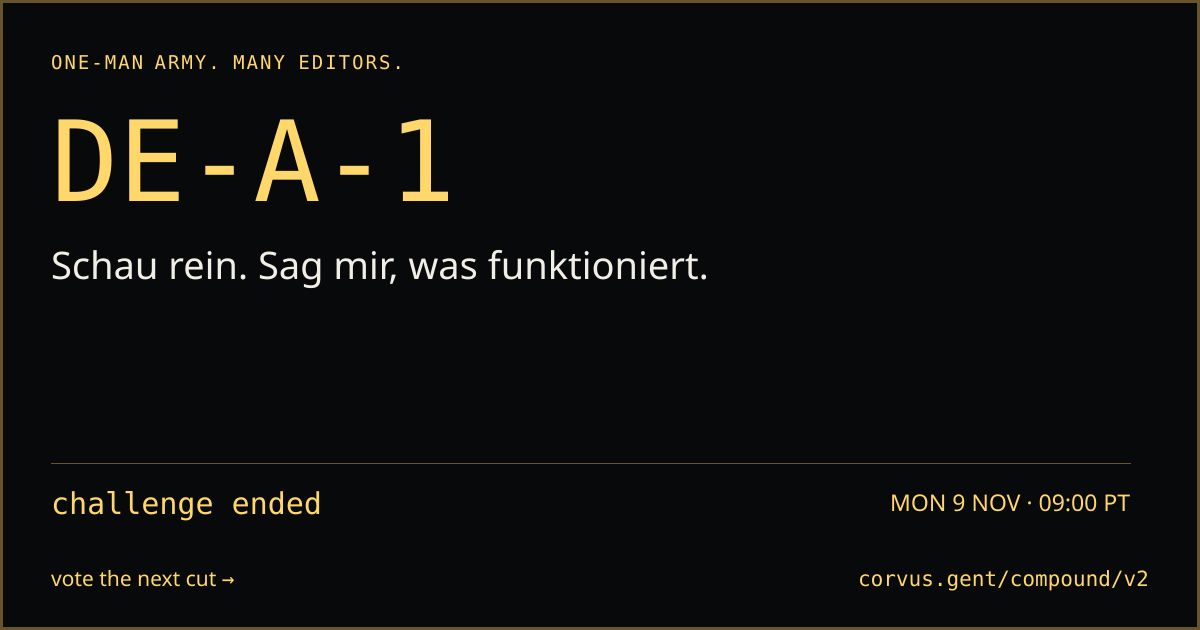 ONE-MAN ARMY. MANY EDITORS.
DE-A-1
Schau rein. Sag mir, was funktioniert.
challenge ended
MON 9 NOV · 09:00 PT
vote the next cut →
corvus.gent/compound/v2